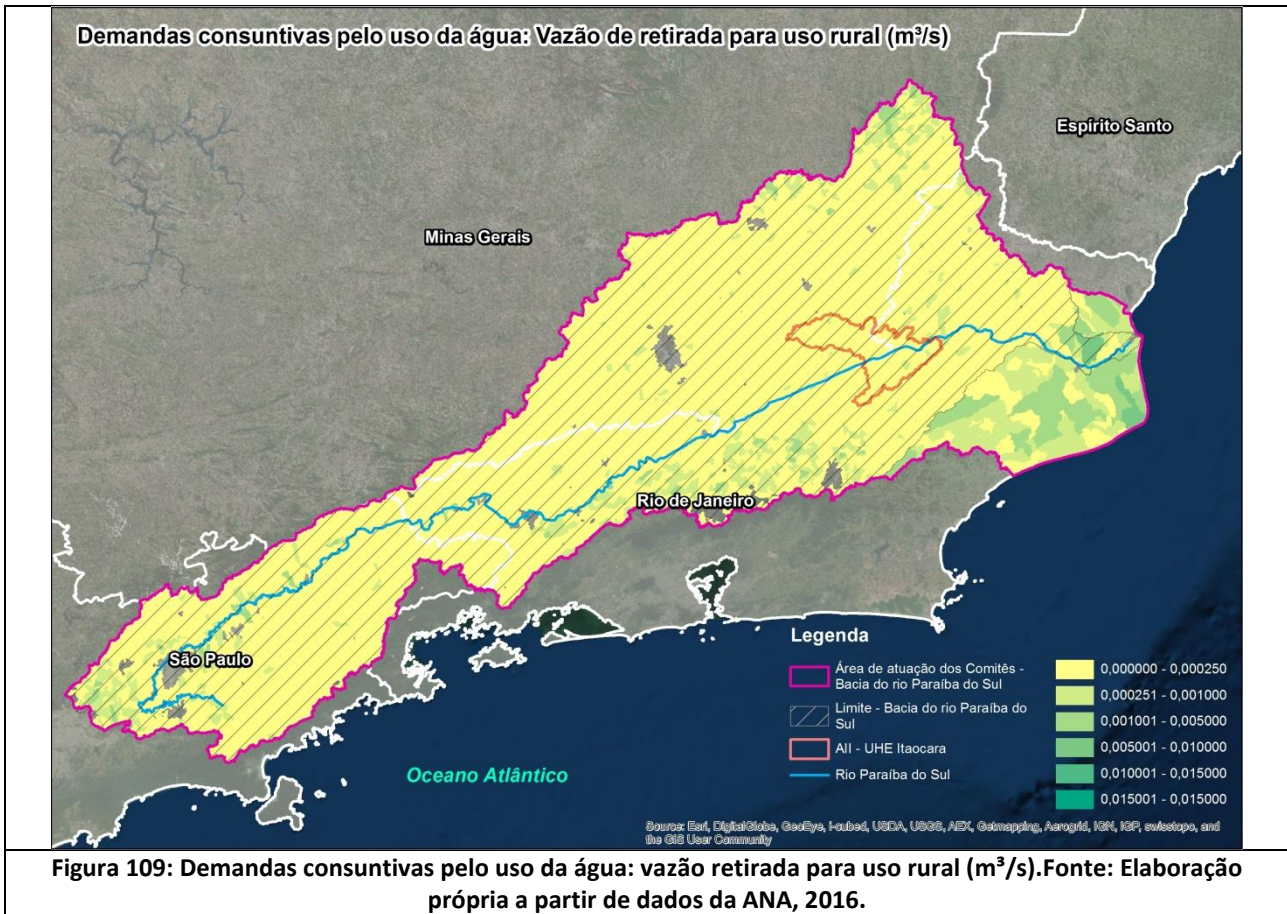 Demandas consuntivas pelo uso da água: Vazão de retirada para uso rural (m³/s)
Espírito Santo
Minas Gerais
Rio de Janeiro
São Paulo
Oceano Atlântico
Legenda
Área de atuação dos Comitês -
Bacia do rio Paraíba do Sul
Limite - Bacia do rio Paraíba do
Sul
AII - UHE Itaocara
Rio Paraíba do Sul
0,000000 - 0,000250
0,000251 - 0,001000
0,001001 - 0,005000
0,005001 - 0,010000
0,010001 - 0,015000
0,015001 - 0,015000
Source: Esri, DigitalGlobe, GeoEye, i-cubed, USDA, USGS, AEX, Getmapping, Aerogrid, IGN, IGP, swisstopo, and
the GIS User Community
Figura 109: Demandas consuntivas pelo uso da água: vazão retirada para uso rural (m³/s).Fonte: Elaboração
própria a partir de dados da ANA, 2016.